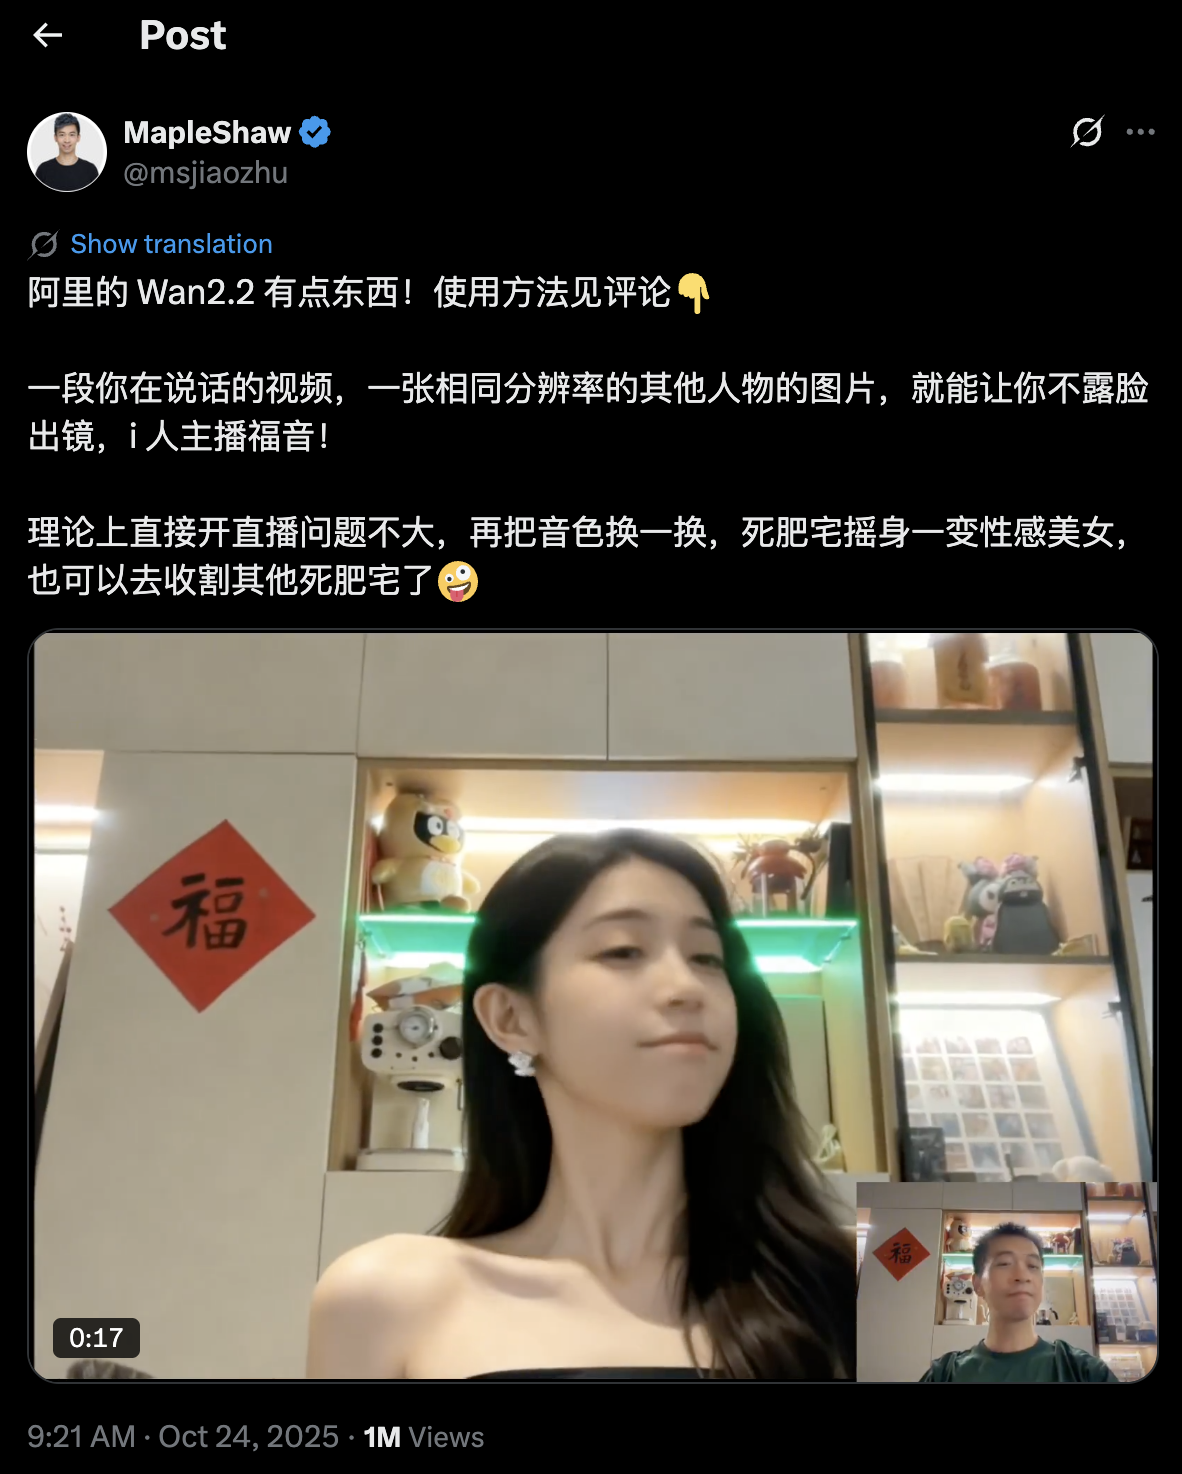 Post
MapleShaw
@msjiaozhu
Show translation
阿里的 Wan2.2 有点东西！使用方法见评论👇
一段你在说话的视频，一张相同分辨率的其他人物的图片，就能让你不露脸
出镜，i 人主播福音！
理论上直接开直播问题不大，再把音色换一换，死肥宅摇身一变性感美女，
也可以去收割其他死肥宅了🤪
福
福
0:17
9:21 AM · Oct 24, 2025 · 1M Views